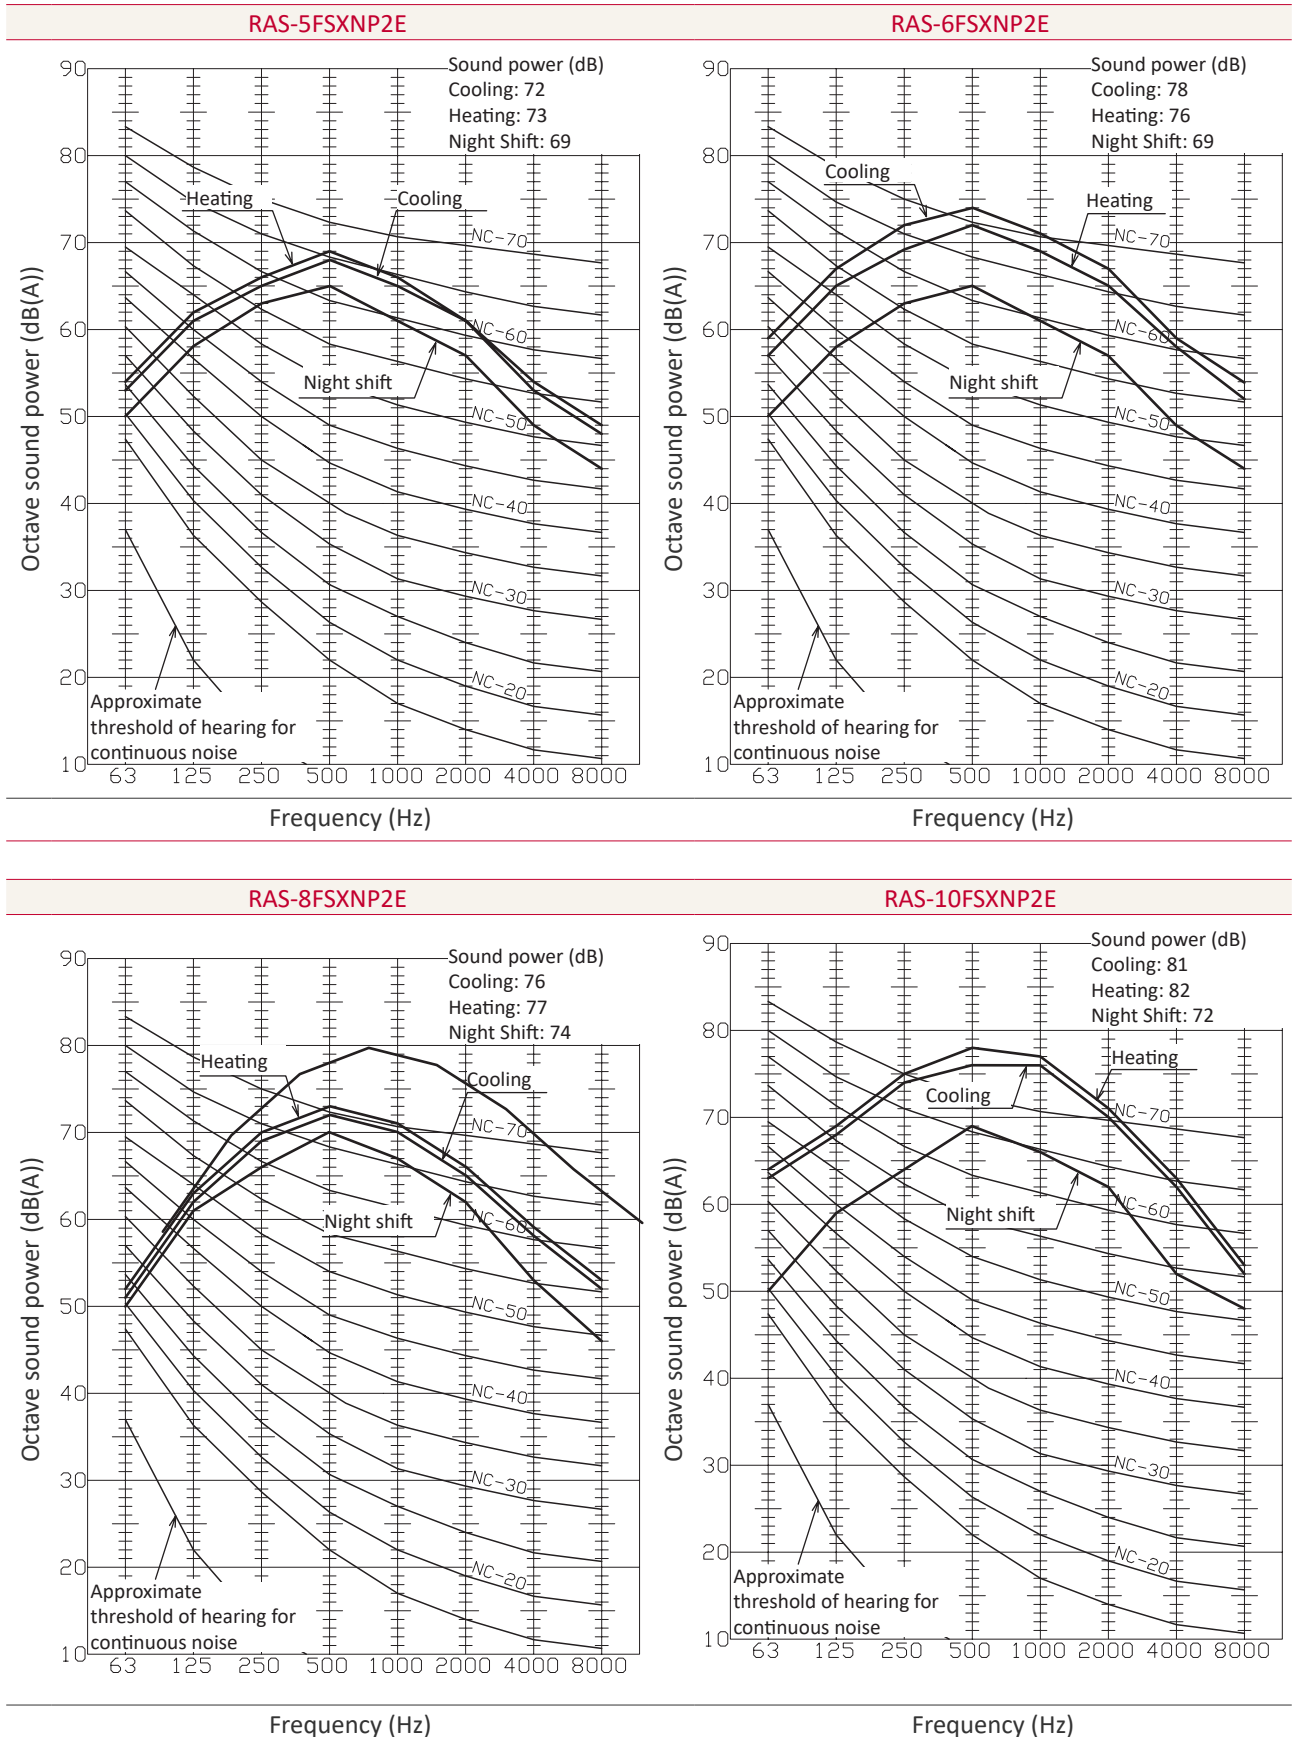 RAS-5FSXNP2E
RAS-6FSXNP2E
Sound power (dB)
Cooling: 72
Heating: 73
Night Shift: 69
90
80
70
60
50
40
30
20
10
Octave sound power (dB(A))
Heating
Cooling
Night shift
NC-70
NC-60
NC-50
NC-40
NC-30
NC-20
Approximate
threshold of hearing for
continuous noise
63 125 250 500 1000 2000 4000 8000
Frequency (Hz)
Sound power (dB)
Cooling: 78
Heating: 76
Night Shift: 69
90
80
70
60
50
40
30
20
10
Octave sound power (dB(A))
Cooling
Heating
Night shift
NC-70
NC-60
NC-50
NC-40
NC-30
NC-20
Approximate
threshold of hearing for
continuous noise
63 125 250 500 1000 2000 4000 8000
Frequency (Hz)
RAS-8FSXNP2E
RAS-10FSXNP2E
Sound power (dB)
Cooling: 76
Heating: 77
Night Shift: 74
90
80
70
60
50
40
30
20
10
Octave sound power (dB(A))
Heating
Cooling
Night shift
NC-70
NC-60
NC-50
NC-40
NC-30
NC-20
Approximate
threshold of hearing for
continuous noise
63 125 250 500 1000 2000 4000 8000
Frequency (Hz)
Sound power (dB)
Cooling: 81
Heating: 82
Night Shift: 72
90
80
70
60
50
40
30
20
10
Octave sound power (dB(A))
Heating
Cooling
Night shift
NC-70
NC-60
NC-50
NC-40
NC-30
NC-20
Approximate
threshold of hearing for
continuous noise
63 125 250 500 1000 2000 4000 8000
Frequency (Hz)